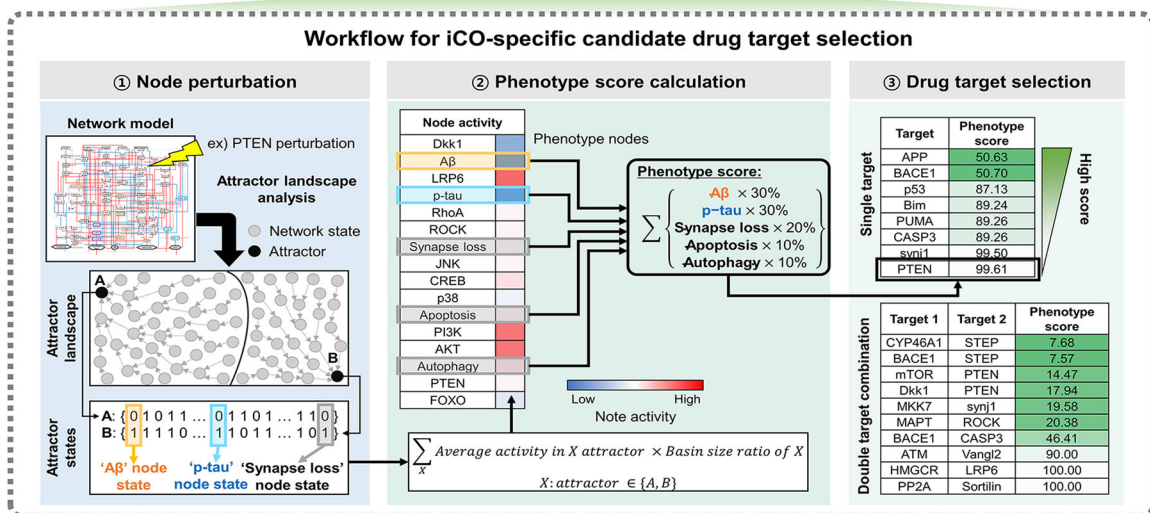 Workflow for iCO-specific candidate drug target selection
① Node perturbation
Network model
ex) PTEN perturbation
Attractor landscape
analysis
Network state
Attractor
Attractor
landscape
A
B
Attractor
states
A: {0 1 0 1 1 ... 0 1 1 0 1 ... 1 1 0}
B: {1 1 1 1 0 ... 1 1 1 1 0 ... 1 0 1}
'Aβ' node
state
'p-tau'
node state
'Synapse loss'
node state
② Phenotype score calculation
Node activity
Dkk1
Aβ
LRP6
p-tau
RhoA
ROCK
Synapse loss
JNK
CREB
p38
Apoptosis
PI3K
AKT
Autophagy
PTEN
FOXO
Phenotype nodes
Phenotype score:
∑
Aβ × 30%
p-tau × 30%
Synapse loss × 20%
Apoptosis × 10%
Autophagy × 10%
Low
High
Note activity
∑ Average activity in X attractor × Basin size ratio of X
X
X: attractor ∈ {A, B}
③ Drug target selection
Single target
Target Phenotype score
APP 50.63
BACE1 50.70
p53 87.13
Bim 89.24
PUMA 89.26
CASP3 89.26
synj1 99.50
PTEN 99.61
High score
Double target combination
Target 1 Target 2 Phenotype score
CYP46A1 STEP 7.68
BACE1 STEP 7.57
mTOR PTEN 14.47
Dkk1 PTEN 17.94
MKK7 synj1 19.58
MAPT ROCK 20.38
BACE1 CASP3 46.41
ATM Vangl2 90.00
HMGCR LRP6 100.00
PP2A Sortilin 100.00